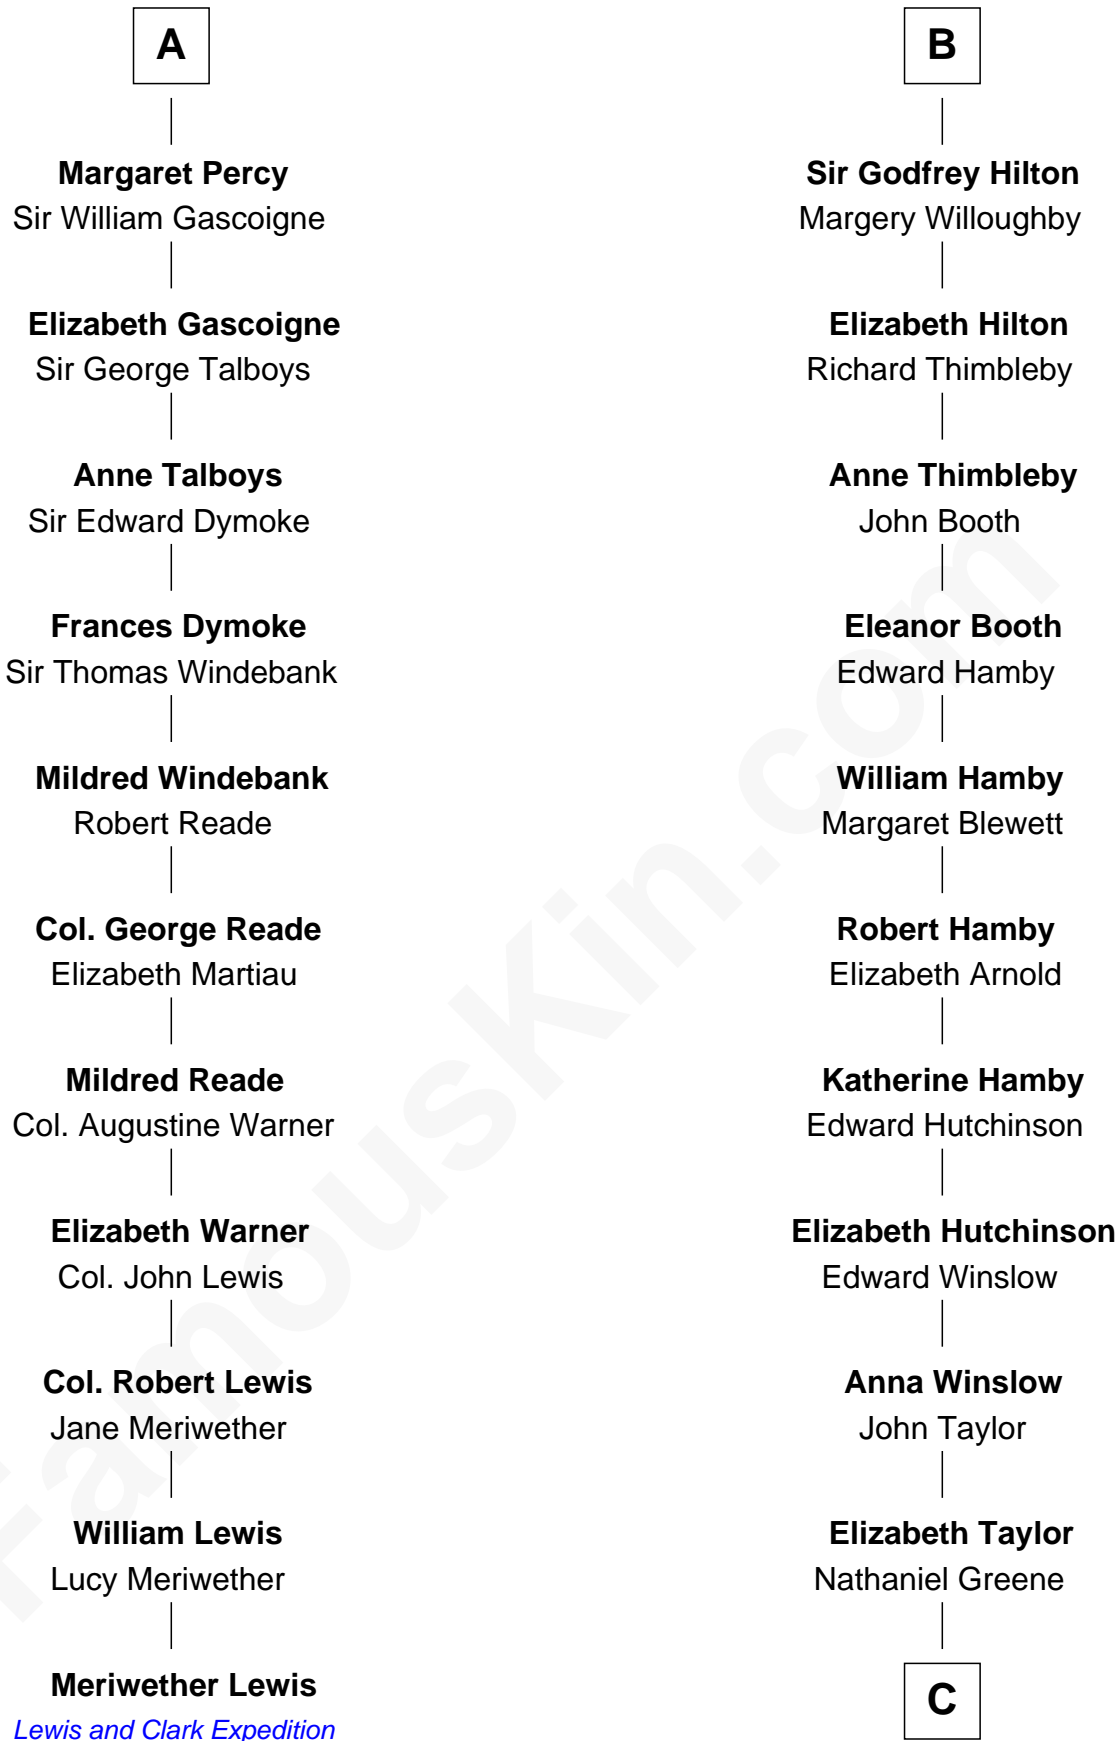 A
Margaret Percy
Sir William Gascoigne
Elizabeth Gascoigne
Sir George Talboys
Anne Talboys
Sir Edward Dymoke
Frances Dymoke
Sir Thomas Windebank
Mildred Windebank
Robert Reade
Col. George Reade
Elizabeth Martiau
Mildred Reade
Col. Augustine Warner
Elizabeth Warner
Col. John Lewis
Col. Robert Lewis
Jane Meriwether
William Lewis
Lucy Meriwether
Meriwether Lewis
Lewis and Clark Expedition
B
Sir Godfrey Hilton
Margery Willoughby
Elizabeth Hilton
Richard Thimbleby
Anne Thimbleby
John Booth
Eleanor Booth
Edward Hamby
William Hamby
Margaret Blewett
Robert Hamby
Elizabeth Arnold
Katherine Hamby
Edward Hutchinson
Elizabeth Hutchinson
Edward Winslow
Anna Winslow
John Taylor
Elizabeth Taylor
Nathaniel Greene
C
FamousKin.com